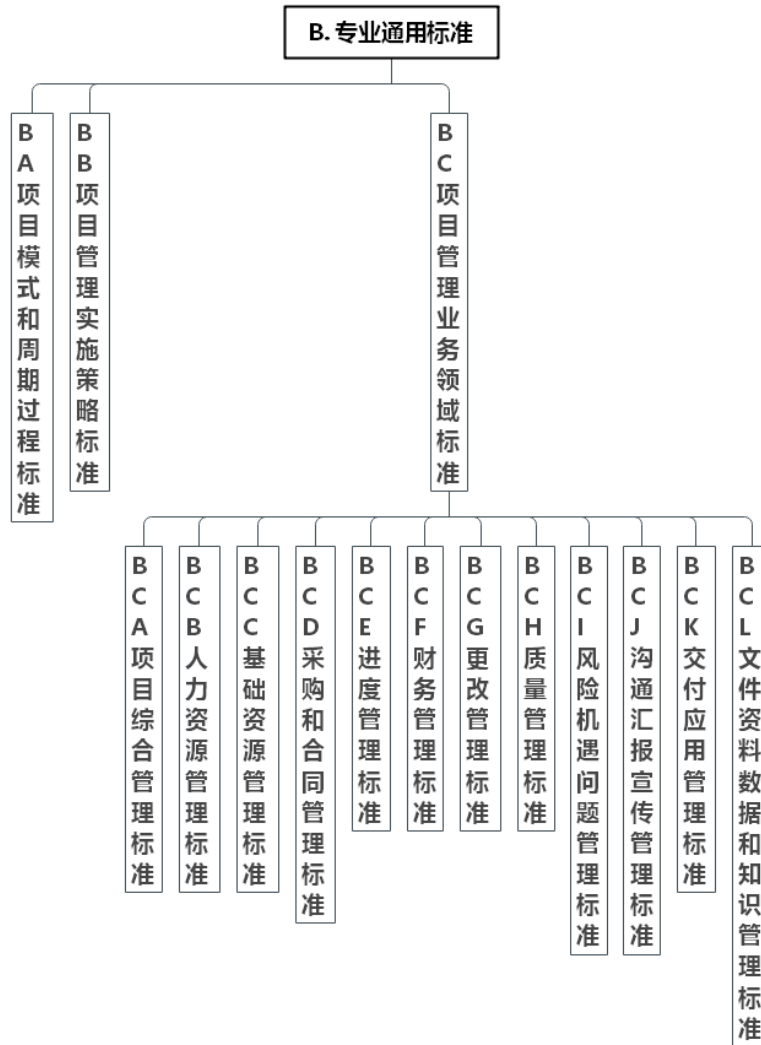 B. 专业通用标准
BA项目模式和周期过程标准
BB项目管理实施策略标准
BC项目管理业务领域标准
BCA项目综合管理标准
BCB人力资源管理标准
BCC基础资源管理标准
BCD采购和合同管理标准
BCE进度管理标准
BCF财务管理标准
BCG更改管理标准
BCH质量管理标准
BCI风险机遇问题管理标准
BCJ沟通汇报宣传管理标准
BCK交付应用管理标准
BCL文件资料数据和知识管理标准